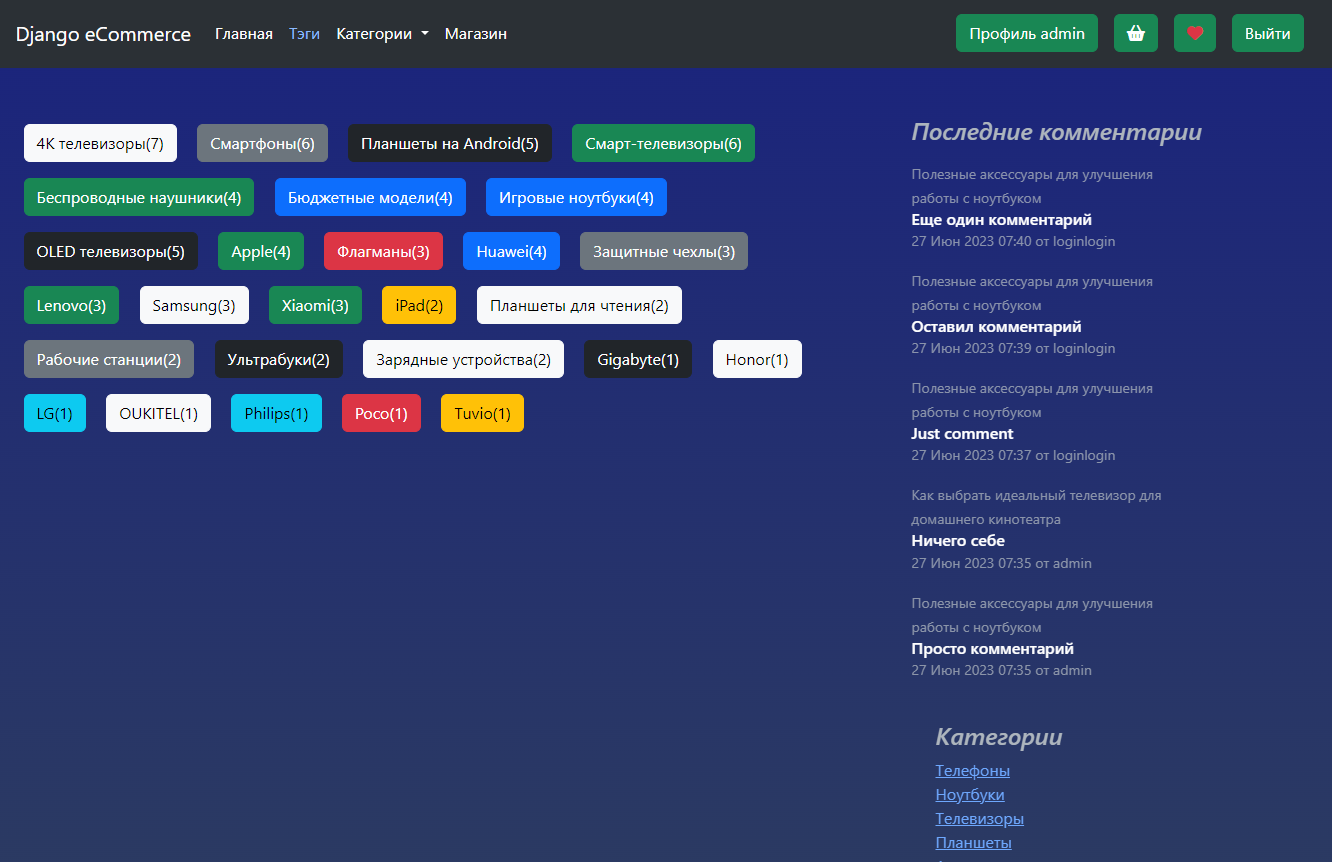 Django eCommerce Главная Тэги Категории Магазин Профиль admin Выйти
4К телевизоры(7) Смартфоны(6) Планшеты на Android(5) Смарт-телевизоры(6)
Беспроводные наушники(4) Бюджетные модели(4) Игровые ноутбуки(4)
OLED телевизоры(5) Apple(4) Флагманы(3) Huawei(4) Защитные чехлы(3)
Lenovo(3) Samsung(3) Xiaomi(3) iPad(2) Планшеты для чтения(2)
Рабочие станции(2) Ультрабуки(2) Зарядные устройства(2) Gigabyte(1) Honor(1)
LG(1) OUKITEL(1) Philips(1) Poco(1) Tuvio(1)
Последние комментарии
Полезные аксессуары для улучшения
работы с ноутбуком
Еще один комментарий
27 Июн 2023 07:40 от loginlogin
Полезные аксессуары для улучшения
работы с ноутбуком
Оставил комментарий
27 Июн 2023 07:39 от loginlogin
Полезные аксессуары для улучшения
работы с ноутбуком
Just comment
27 Июн 2023 07:37 от loginlogin
Как выбрать идеальный телевизор для
домашнего кинотеатра
Ничего себе
27 Июн 2023 07:35 от admin
Полезные аксессуары для улучшения
работы с ноутбуком
Просто комментарий
27 Июн 2023 07:35 от admin
Категории
Телефоны
Ноутбуки
Телевизоры
Планшеты